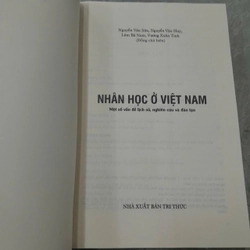 Nguyễn Văn Sửu, Nguyễn Văn Huy,
Lâm Bá Nam, Vương Xuân Tình
(Đồng chủ biên)
NHÂN HỌC Ở VIỆT NAM
Một số vấn đề lịch sử, nghiên cứu và đào tạo
NHÀ XUẤT BẢN TRI THỨC